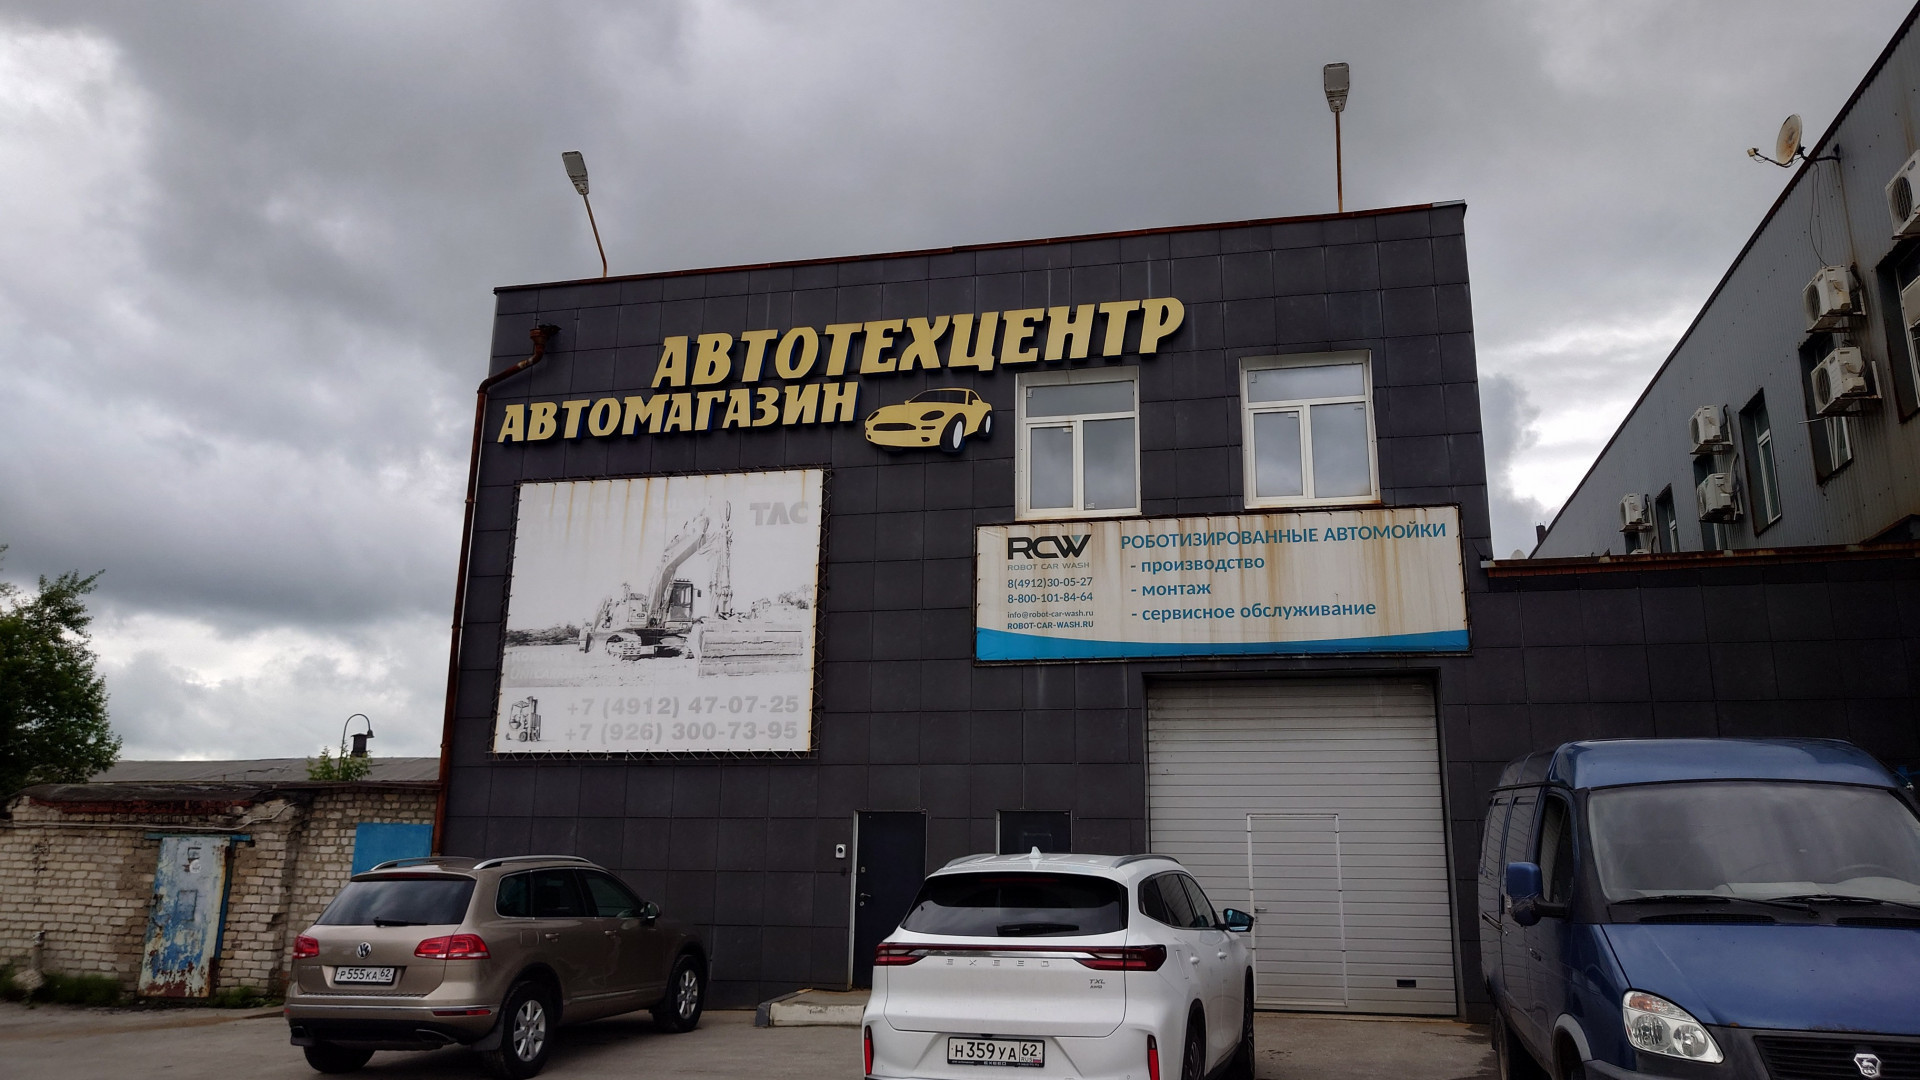 АВТОТЕХЦЕНТР
АВТОМАГАЗИН
ТАС
+7 (4912) 47-07-25
+7 (926) 300-73-95
RCW
ROBOT CAR WASH
8(4912)30-05-27
8-800-101-84-64
info@robot-car-wash.ru
ROBOT-CAR-WASH.RU
РОБОТИЗИРОВАННЫЕ АВТОМОЙКИ
- производство
- монтаж
- сервисное обслуживание
Р555КА 62
EXEED
TXL
Н359УА 62
RUS